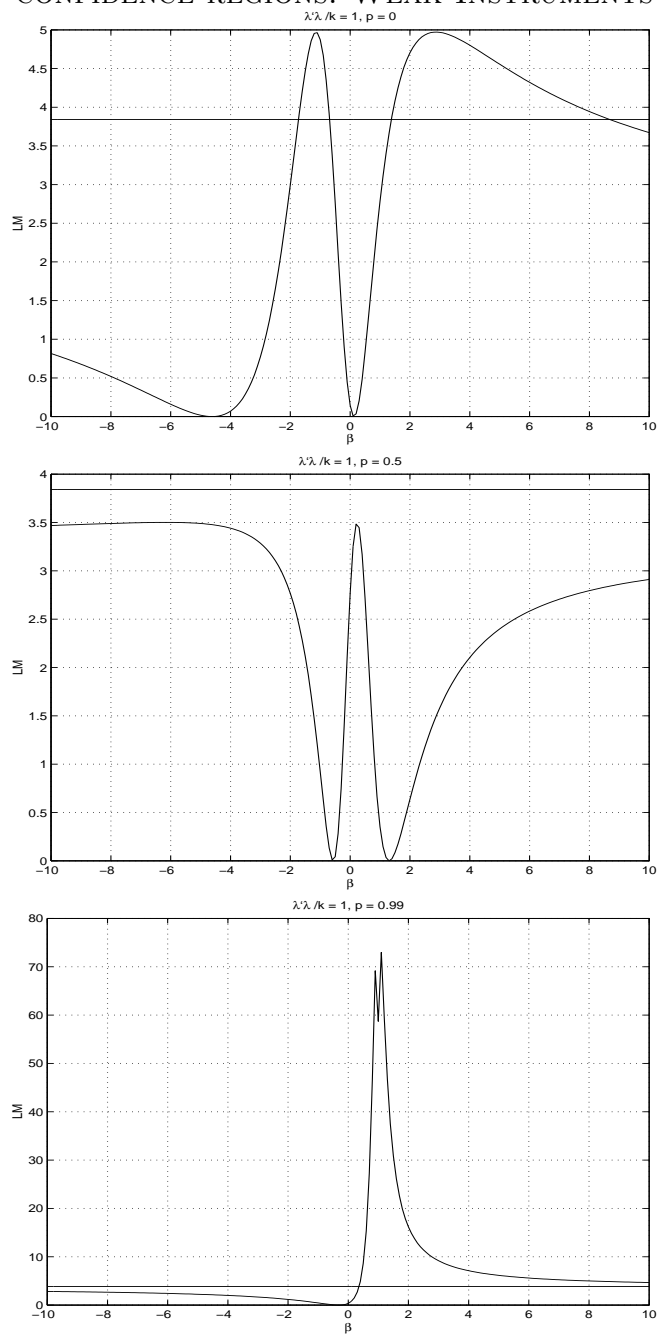 CONFIDENCE REGIONS: WEAK INSTRUMENTS
λ'λ /k = 1, p = 0
5
4.5
4
3.5
3
2.5
2
1.5
1
0.5
0
LM
−10 −8 −6 −4 −2 0 2 4 6 8 10
β
λ'λ /k = 1, p = 0.5
4
3.5
3
2.5
2
1.5
1
0.5
0
LM
−10 −8 −6 −4 −2 0 2 4 6 8 10
β
λ'λ /k = 1, p = 0.99
80
70
60
50
40
30
20
10
0
LM
−10 −8 −6 −4 −2 0 2 4 6 8 10
β